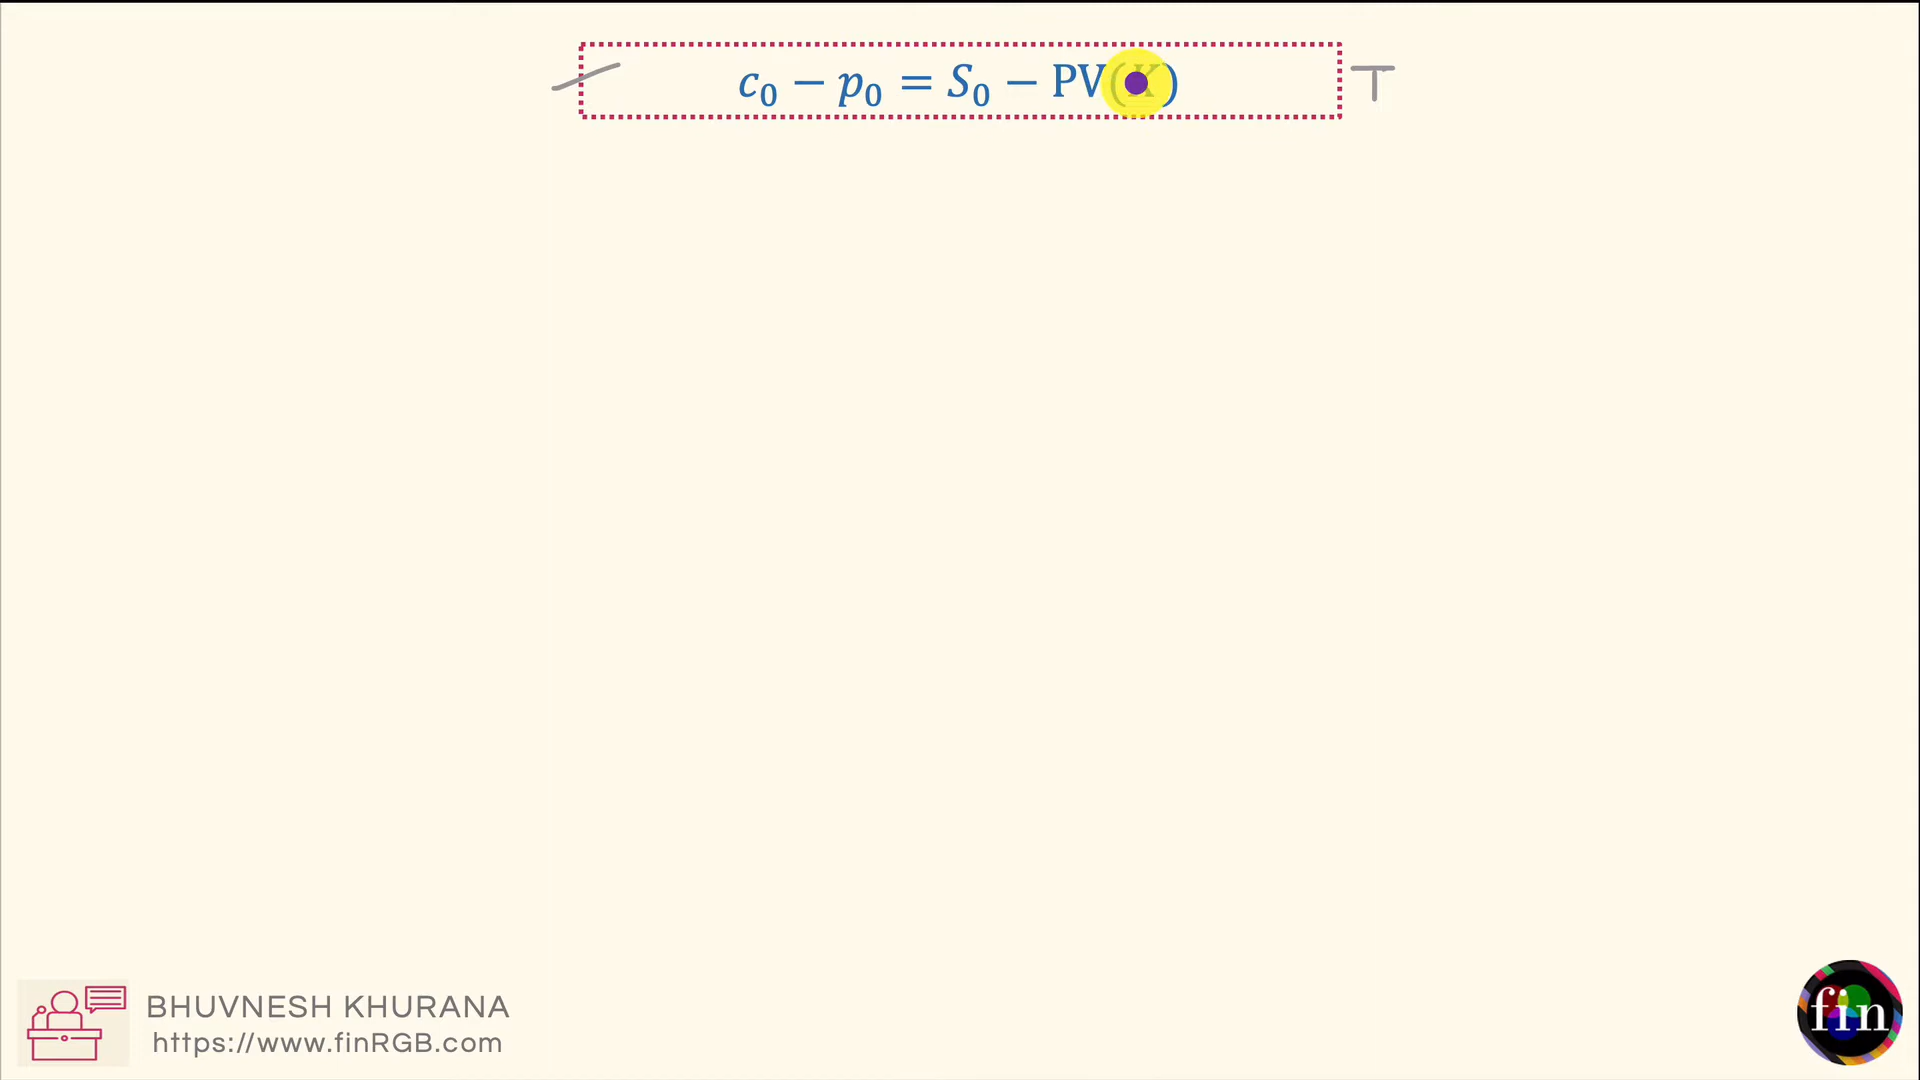 c₀ − p₀ = S₀ − PV(K) T
BHUVNESH KHURANA
https://www.finRGB.com
fin